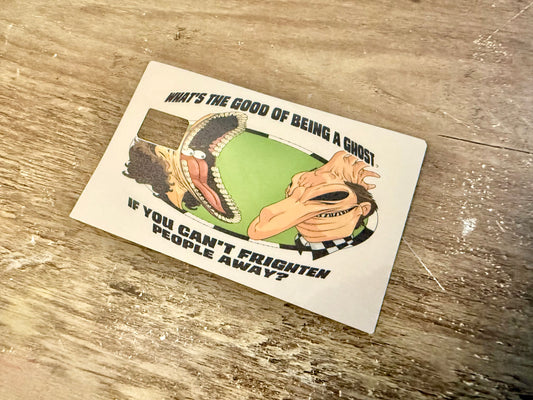 WHAT'S THE GOOD OF BEING A GHOST
IF YOU CAN'T FRIGHTEN
PEOPLE AWAY?